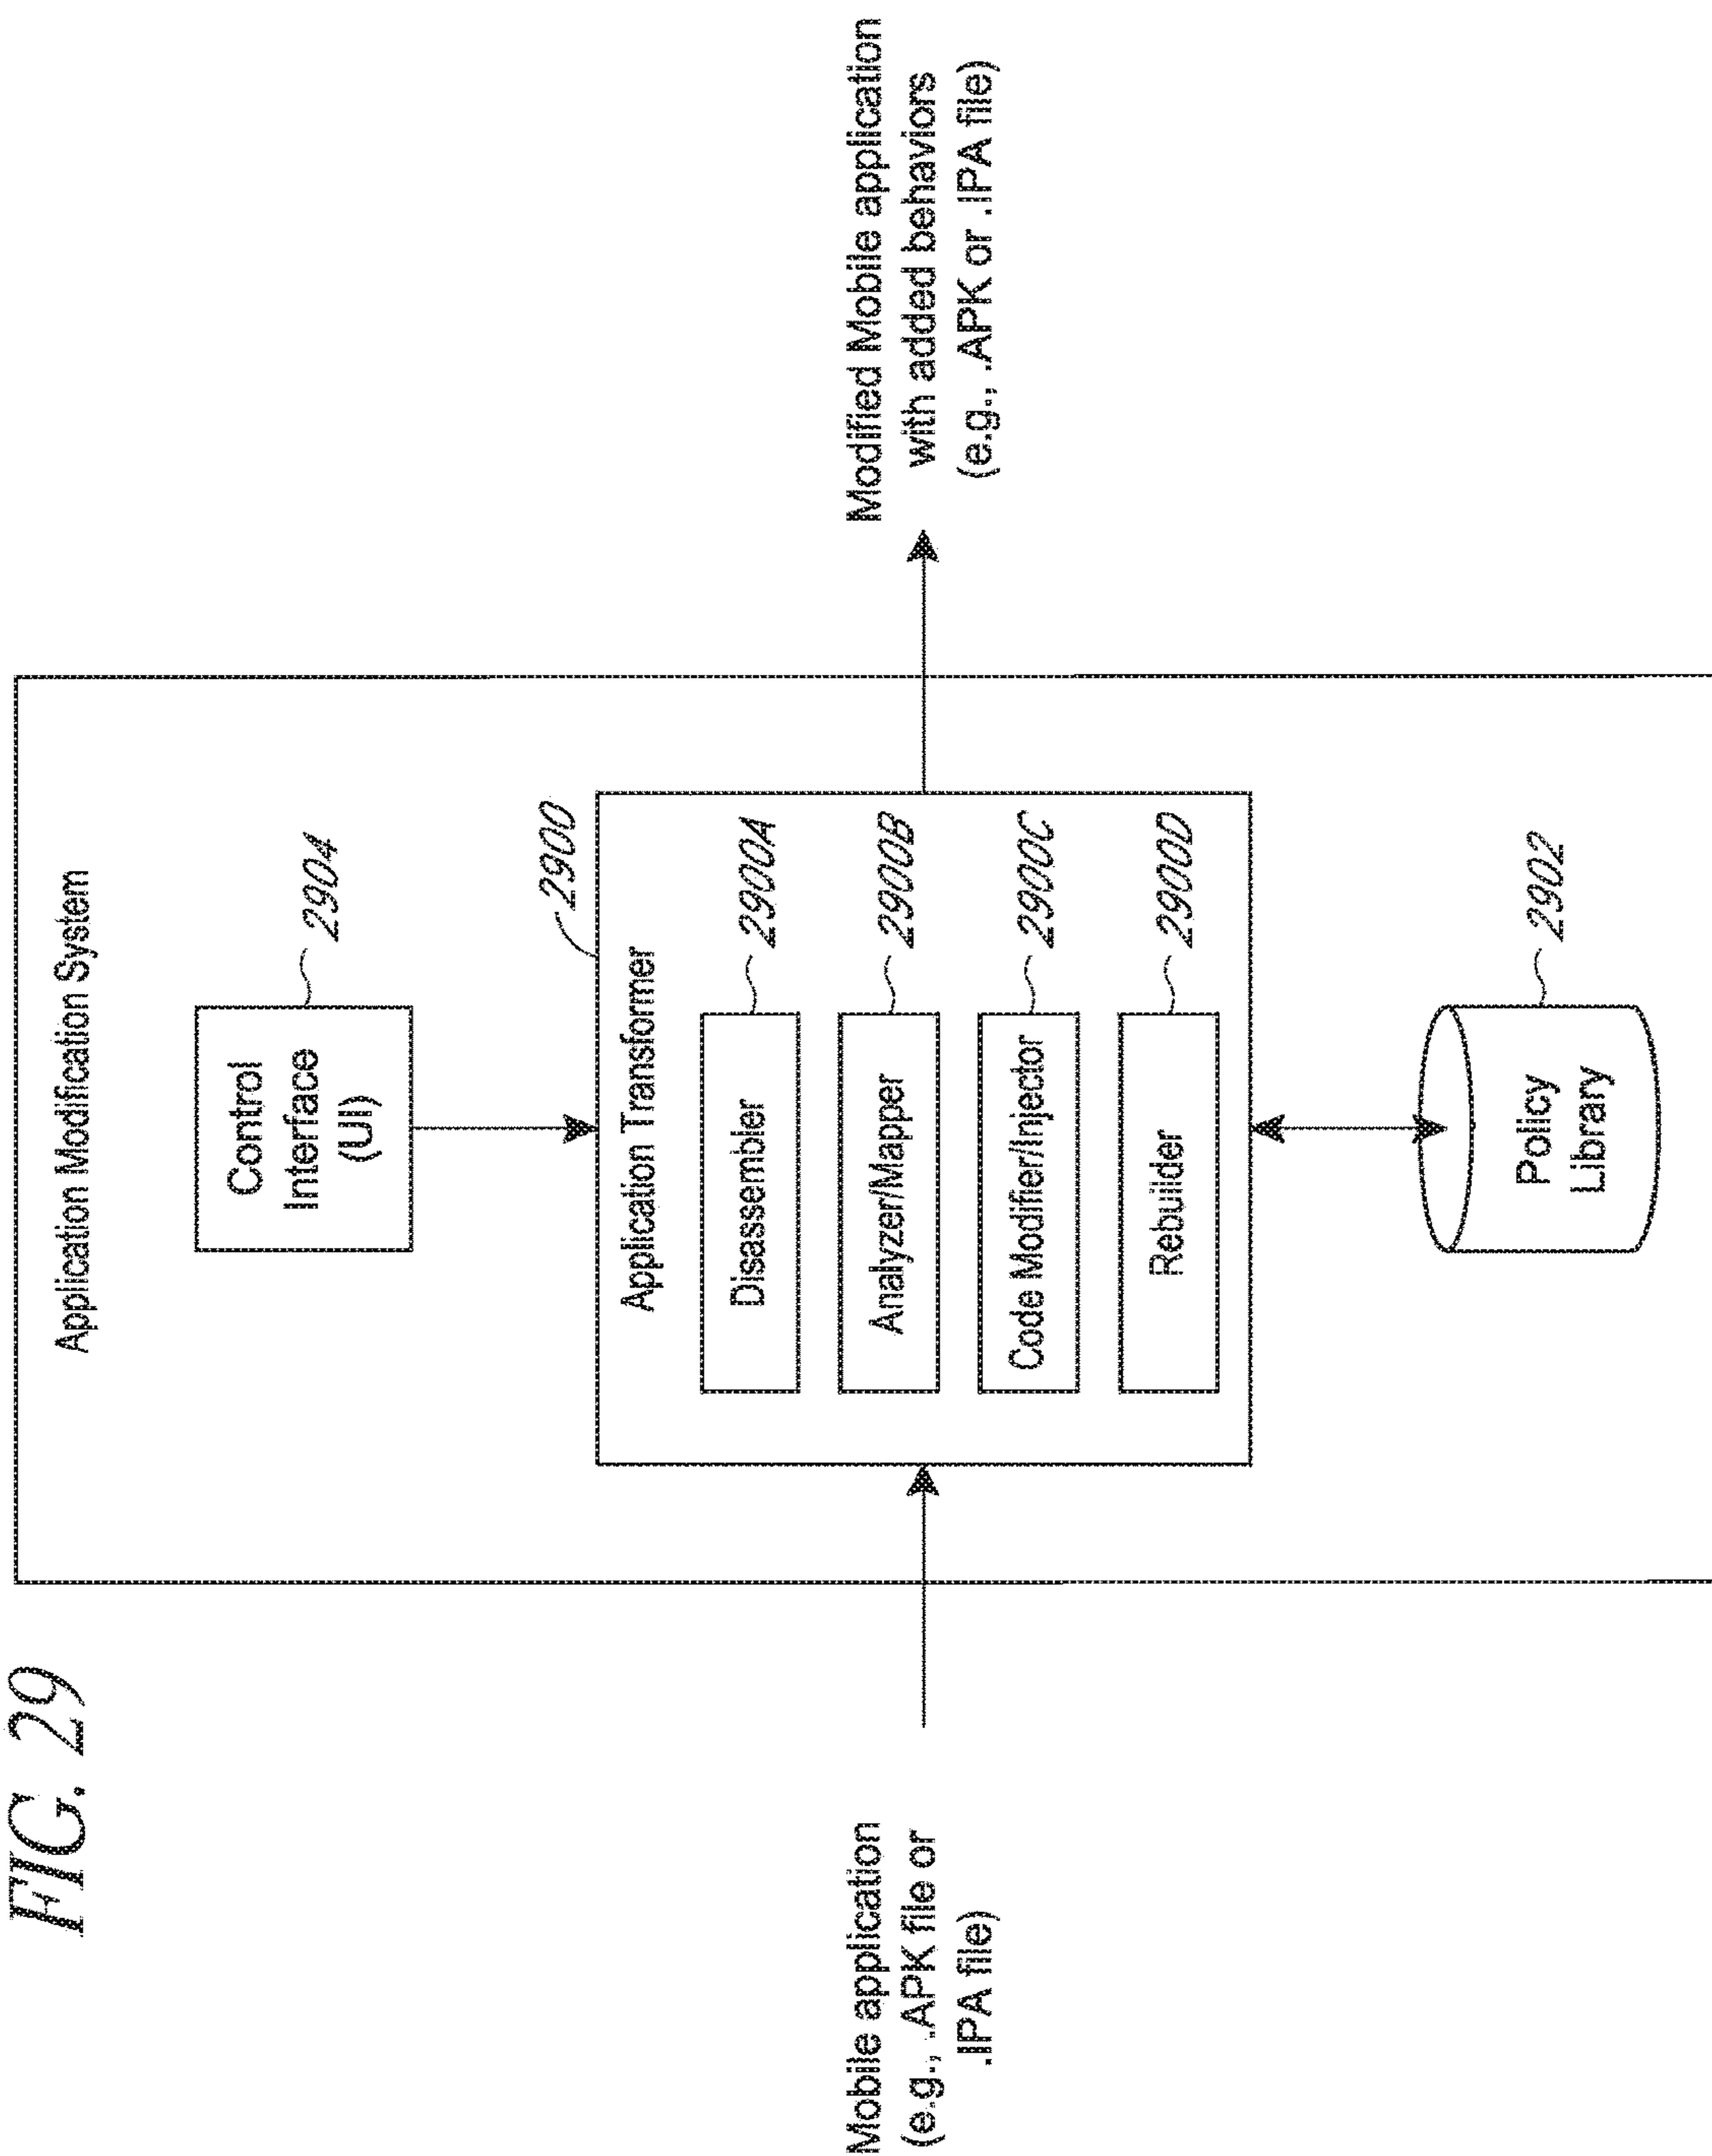 FIG. 29
Application Modification System
Control
Interface
(UI)
2904
2900
Application Transformer
Disassembler
2900A
Analyzer/Mapper
2900B
Code Modifier/Injector
2900C
Rebuilder
2900D
Policy
Library
2902
Mobile application
(e.g., .APK file or
.IPA file)
Modified Mobile application
with added behaviors
(e.g., .APK or .IPA file)